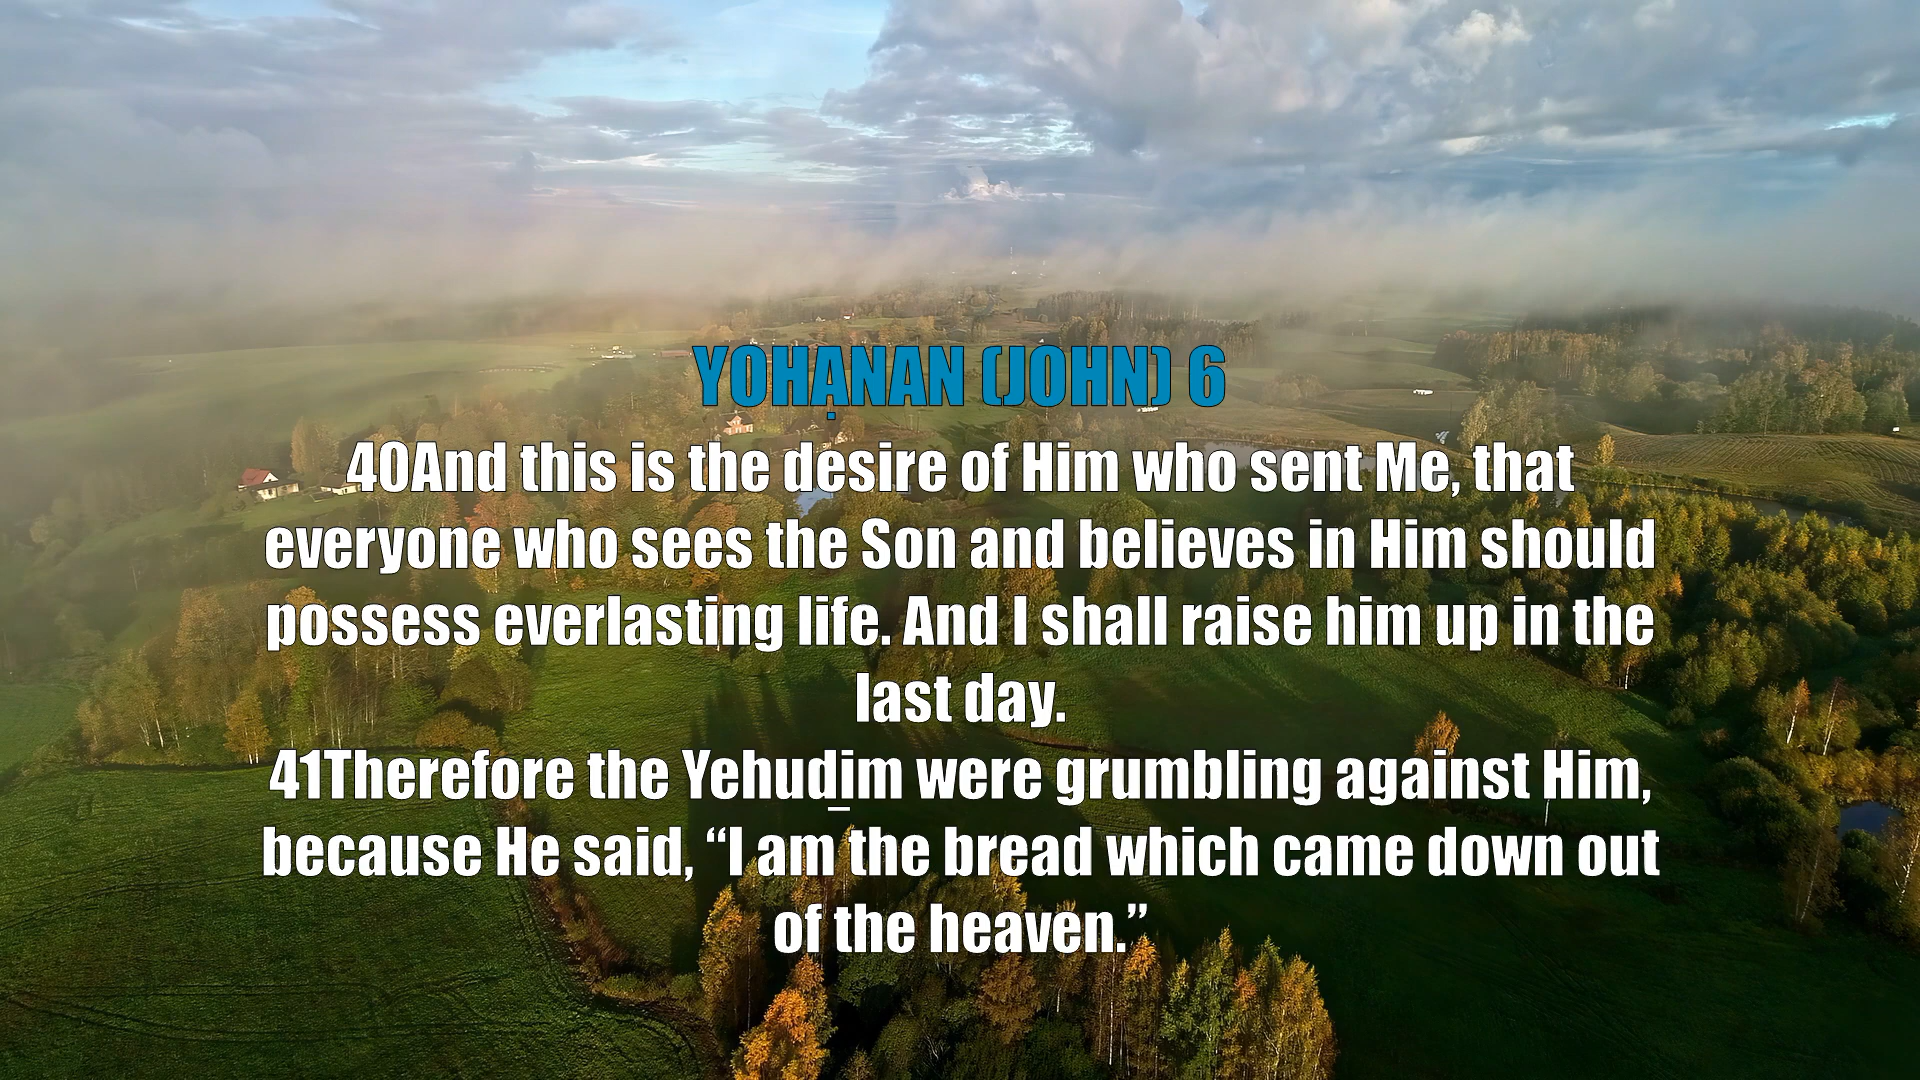 YOHẠNAN (JOHN) 6
40And this is the desire of Him who sent Me, that
everyone who sees the Son and believes in Him should
possess everlasting life. And I shall raise him up in the
last day.
41Therefore the Yehuḏim were grumbling against Him,
because He said, “I am the bread which came down out
of the heaven.”